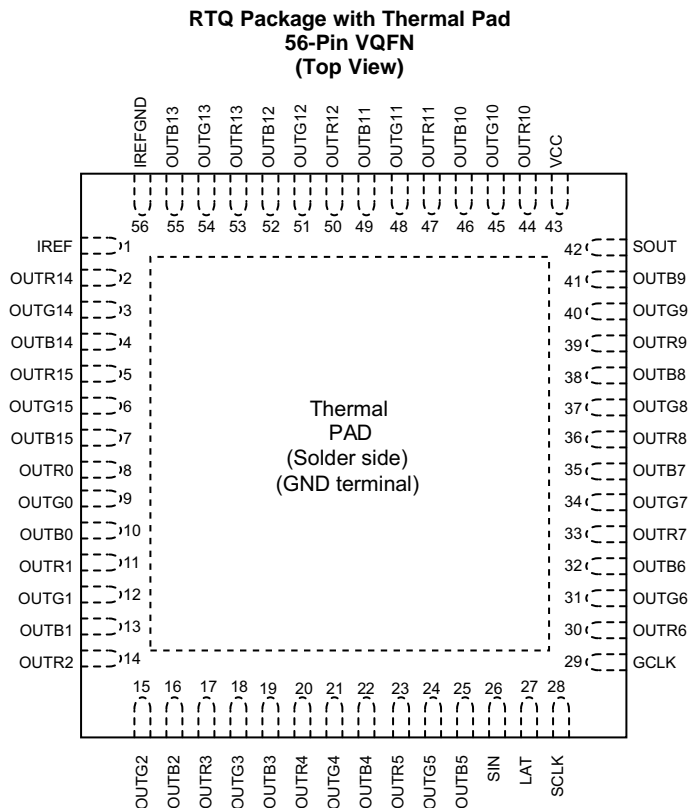 RTQ Package with Thermal Pad
56-Pin VQFN
(Top View)
IREFGND
OUTB13
OUTG13
OUTR13
OUTB12
OUTG12
OUTR12
OUTB11
OUTG11
OUTR11
OUTB10
OUTG10
OUTR10
VCC
56
55
54
53
52
51
50
49
48
47
46
45
44
43
IREF 1
OUTR14 2
OUTG14 3
OUTB14 4
OUTR15 5
OUTG15 6
OUTB15 7
OUTR0 8
OUTG0 9
OUTB0 10
OUTR1 11
OUTG1 12
OUTB1 13
OUTR2 14
Thermal
PAD
(Solder side)
(GND terminal)
42 SOUT
41 OUTB9
40 OUTG9
39 OUTR9
38 OUTB8
37 OUTG8
36 OUTR8
35 OUTB7
34 OUTG7
33 OUTR7
32 OUTB6
31 OUTG6
30 OUTR6
29 GCLK
15
16
17
18
19
20
21
22
23
24
25
26
27
28
OUTG2
OUTB2
OUTR3
OUTG3
OUTB3
OUTR4
OUTG4
OUTB4
OUTR5
OUTG5
OUTB5
SIN
LAT
SCLK